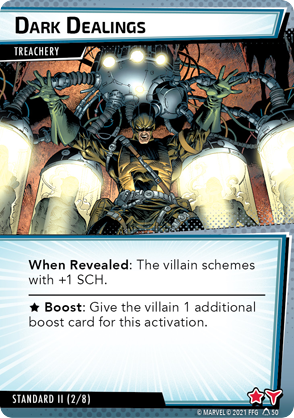 DARK DEALINGS
TREACHERY
When Revealed: The villain schemes
with +1 SCH.
★ Boost: Give the villain 1 additional
boost card for this activation.
STANDARD II (2/8)
© MARVEL © 2021 FFG 50